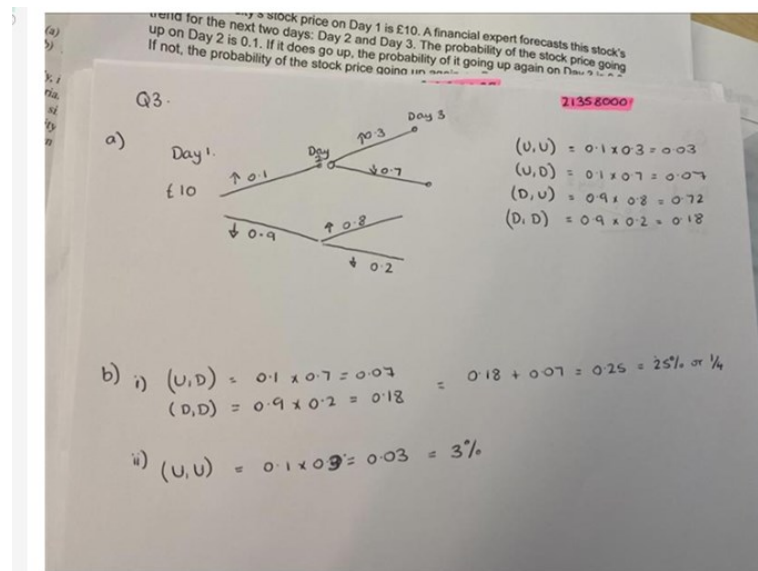 s stock price on Day 1 is £10. A financial expert forecasts this stock's
trend for the next two days: Day 2 and Day 3. The probability of the stock price going
up on Day 2 is 0.1. If it does go up, the probability of it going up again on Day
If not, the probability of the stock price going up
(a)
Q3.
21358000
a)
Day 1.
£10
↑ 0.1
↓ 0.9
Day 2
Day 3
↑0.3
↓0.7
↑ 0.8
↓ 0.2
(U,U) = 0.1 x 0.3 = 0.03
(U,D) = 0.1 x 0.7 = 0.07
(D,U) = 0.9 x 0.8 = 0.72
(D,D) = 0.9 x 0.2 = 0.18
b) i) (U,D) = 0.1 x 0.7 = 0.07
(D,D) = 0.9 x 0.2 = 0.18
= 0.18 + 0.07 = 0.25 = 25% or 1/4
ii) (U,U) = 0.1 x 0.3 = 0.03 = 3%